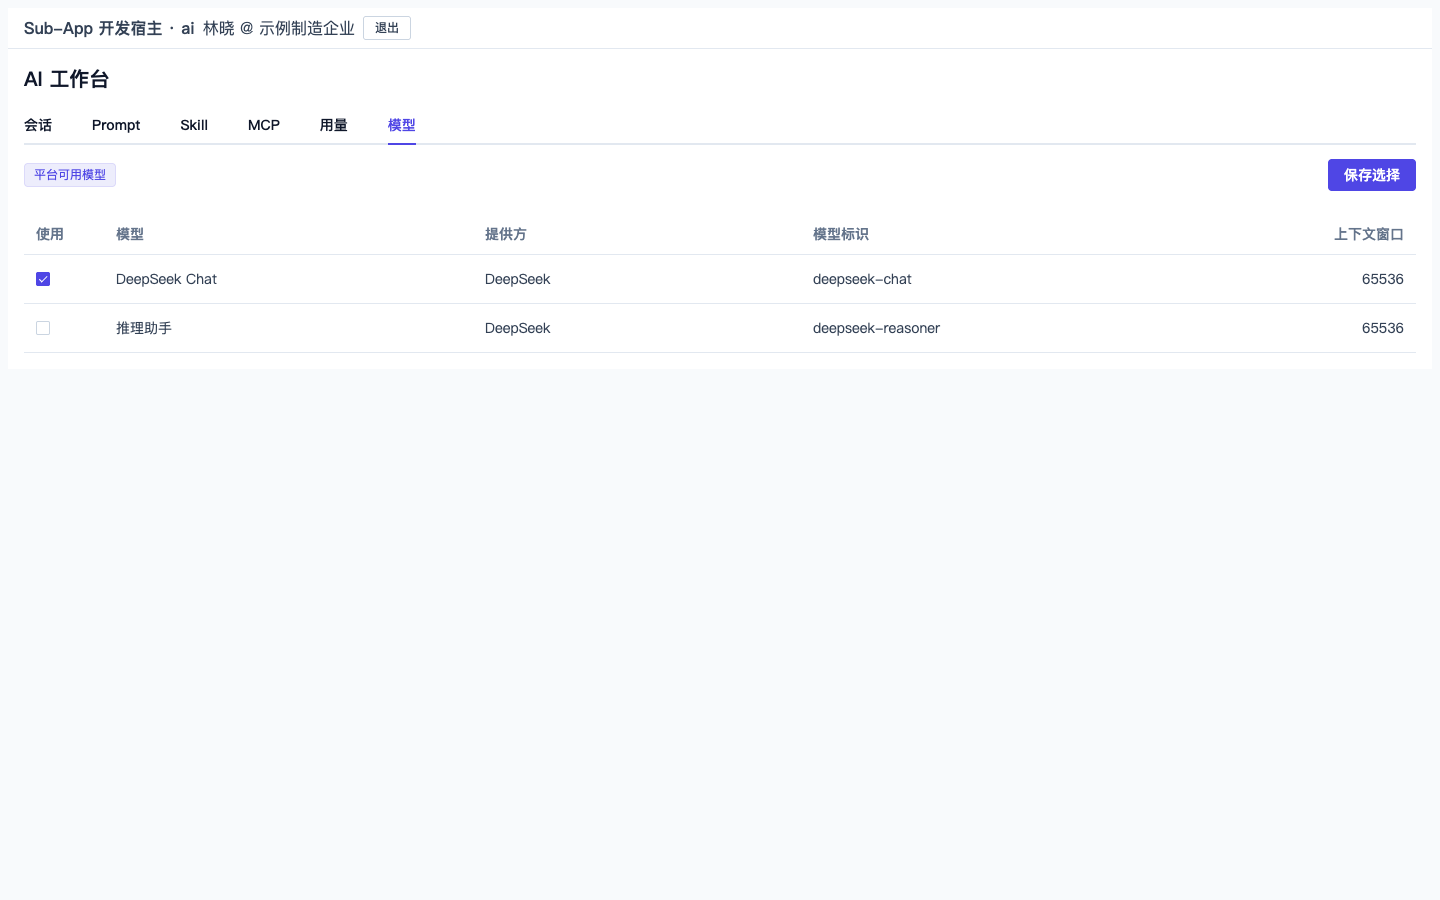 Sub-App 开发宿主 · ai 林晓 @ 示例制造企业 退出
AI 工作台
会话 Prompt Skill MCP 用量 模型
平台可用模型 保存选择
使用 模型 提供方 模型标识 上下文窗口
DeepSeek Chat DeepSeek deepseek-chat 65536
推理助手 DeepSeek deepseek-reasoner 65536